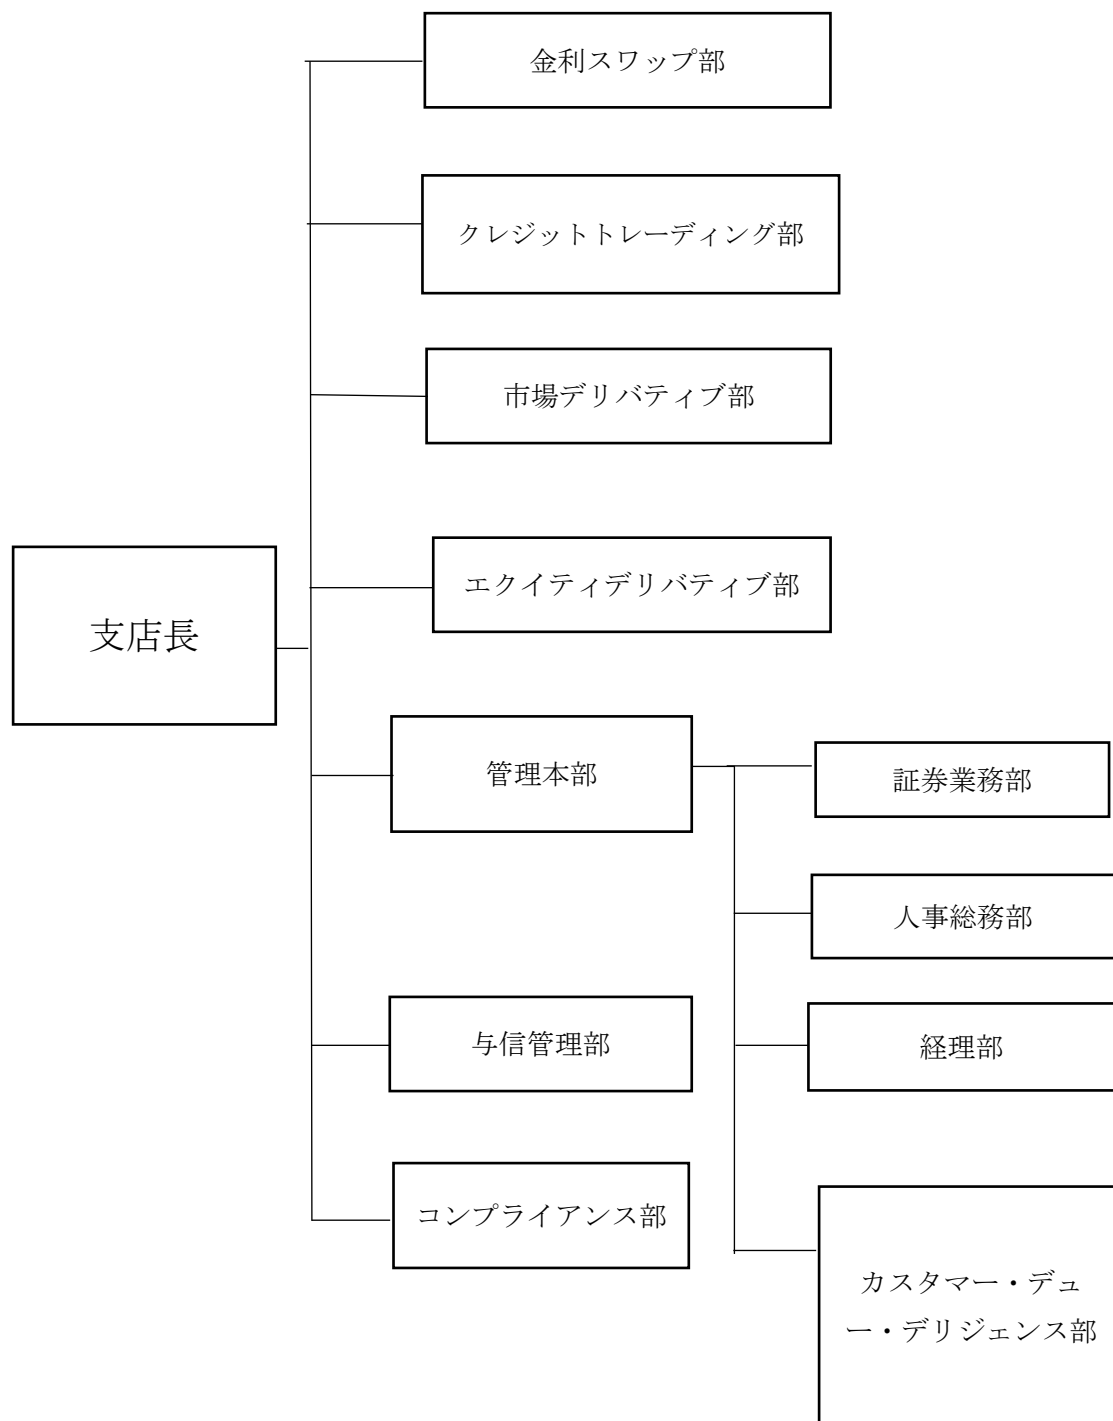 金利スワップ部
クレジットトレーディング部
市場デリバティブ部
エクイティデリバティブ部
支店長
管理本部
証券業務部
人事総務部
与信管理部
経理部
コンプライアンス部
カスタマー・デュ
ー・デリジェンス部